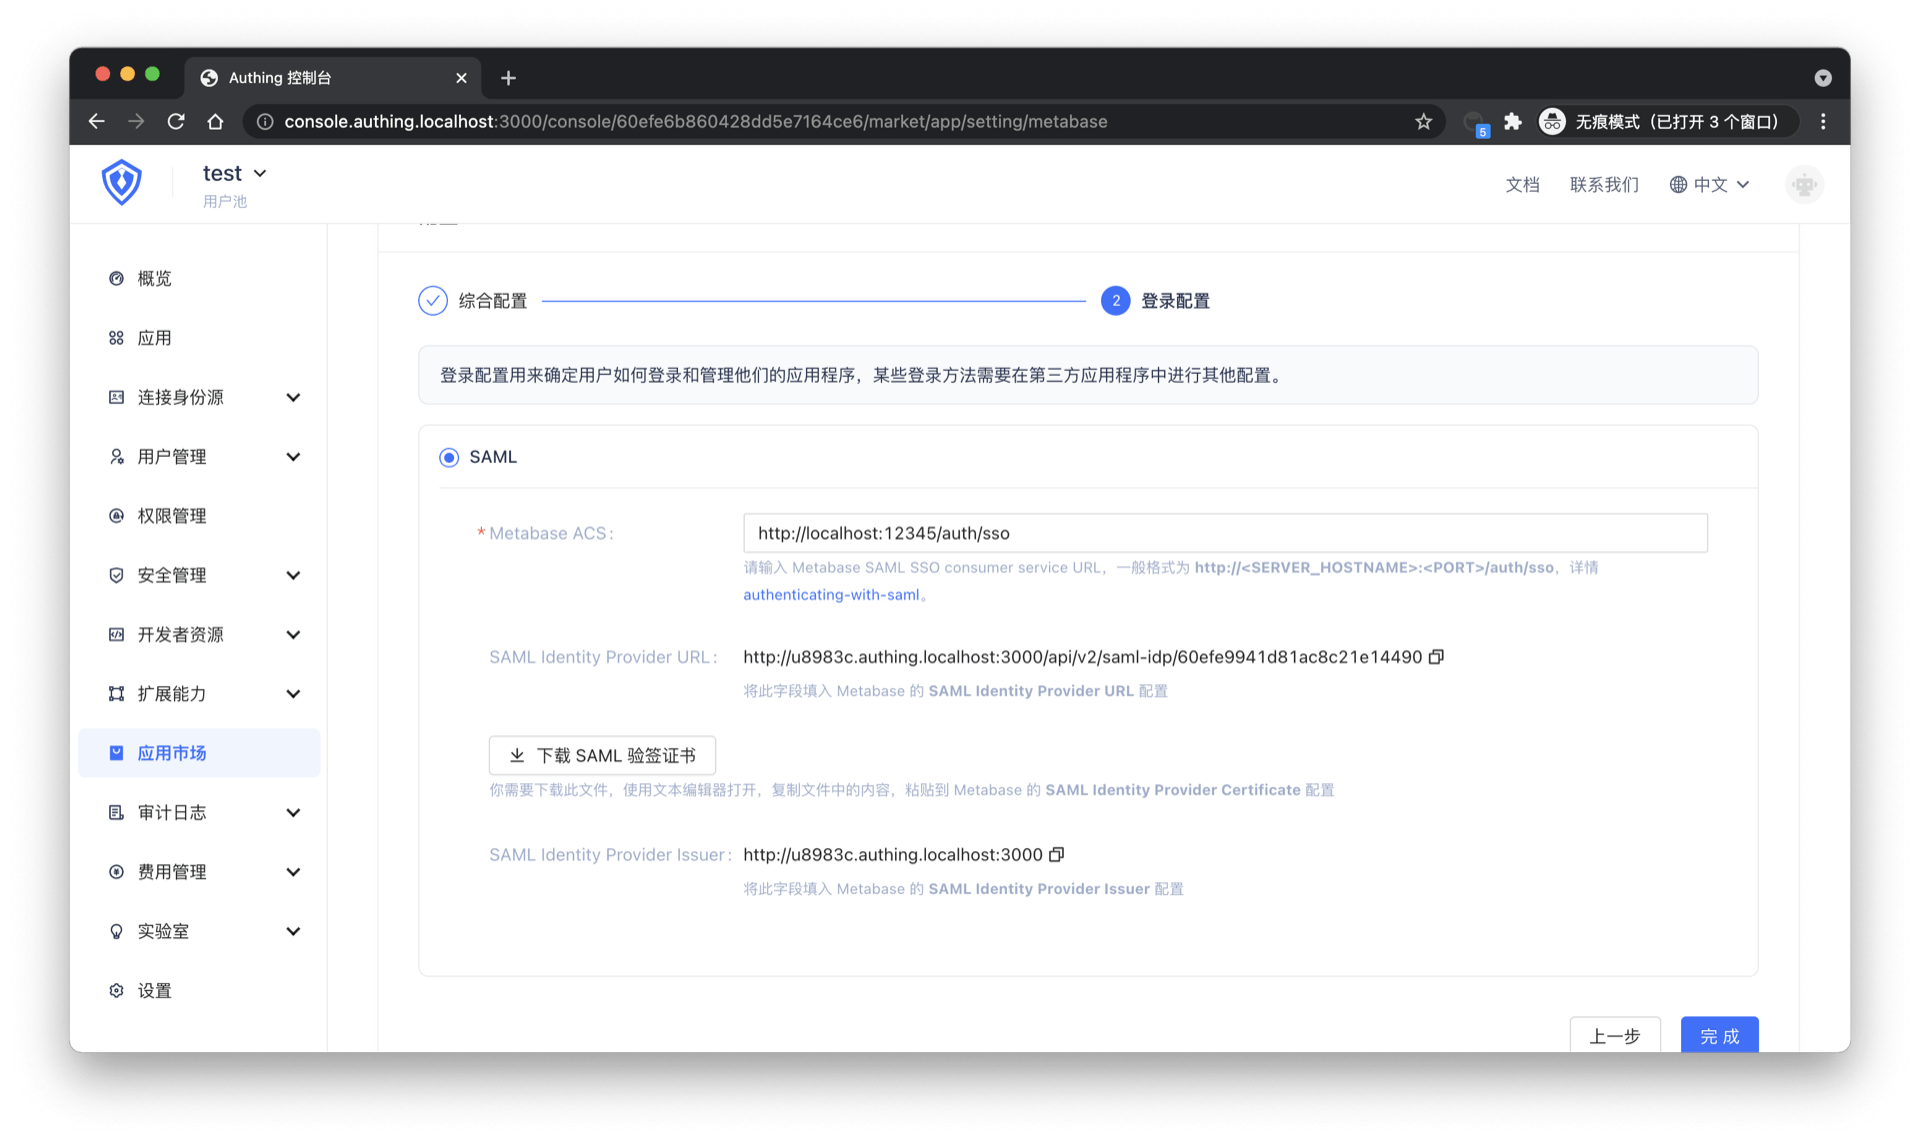 Authing 控制台
console.authing.localhost:3000/console/60efe6b860428dd5e7164ce6/market/app/setting/metabase
5
无痕模式（已打开 3 个窗口）
test
用户池
文档
联系我们
中文
概览
应用
连接身份源
用户管理
权限管理
安全管理
开发者资源
扩展能力
应用市场
审计日志
费用管理
实验室
设置
综合配置
2 登录配置
登录配置用来确定用户如何登录和管理他们的应用程序，某些登录方法需要在第三方应用程序中进行其他配置。
SAML
* Metabase ACS: http://localhost:12345/auth/sso
请输入 Metabase SAML SSO consumer service URL，一般格式为 http://<SERVER_HOSTNAME>:<PORT>/auth/sso，详情
authenticating-with-saml。
SAML Identity Provider URL: http://u8983c.authing.localhost:3000/api/v2/saml-idp/60efe9941d81ac8c21e14490
将此字段填入 Metabase 的 SAML Identity Provider URL 配置
下载 SAML 验签证书
你需要下载此文件，使用文本编辑器打开，复制文件中的内容，粘贴到 Metabase 的 SAML Identity Provider Certificate 配置
SAML Identity Provider Issuer: http://u8983c.authing.localhost:3000
将此字段填入 Metabase 的 SAML Identity Provider Issuer 配置
上一步
完成